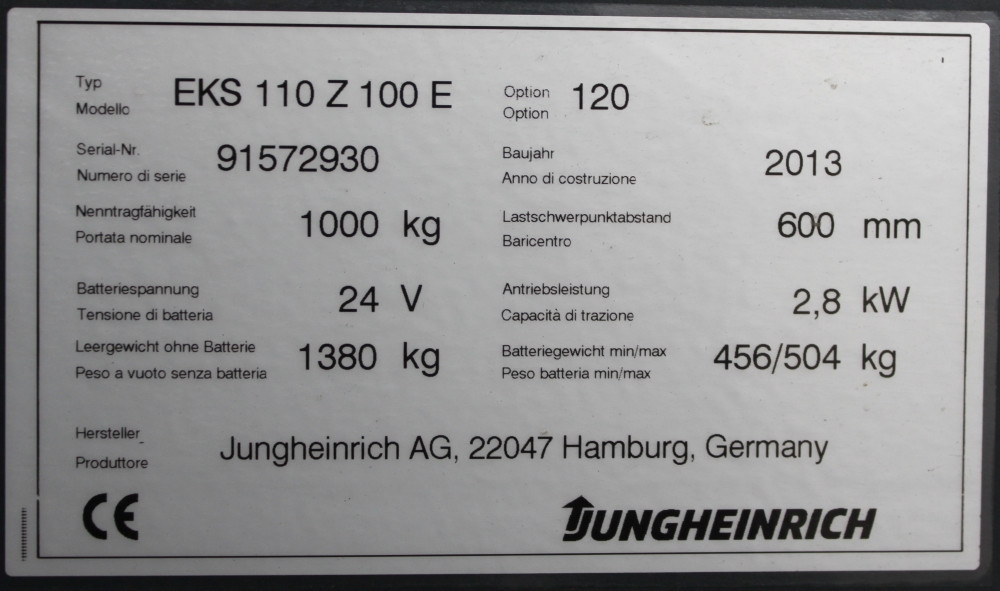 Typ
Modello
EKS 110 Z 100 E
Option
Option
120
Serial-Nr.
Numero di serie
91572930
Baujahr
Anno di costruzione
2013
Nenntragfähigkeit
Portata nominale
1000 kg
Lastschwerpunktabstand
Baricentro
600 mm
Batteriespannung
Tensione di batteria
24 V
Antriebsleistung
Capacità di trazione
2,8 kW
Leergewicht ohne Batterie
Peso a vuoto senza batteria
1380 kg
Batteriegewicht min/max
Peso batteria min/max
456/504 kg
Hersteller
Produttore
Jungheinrich AG, 22047 Hamburg, Germany
CE
JUNGHEINRICH